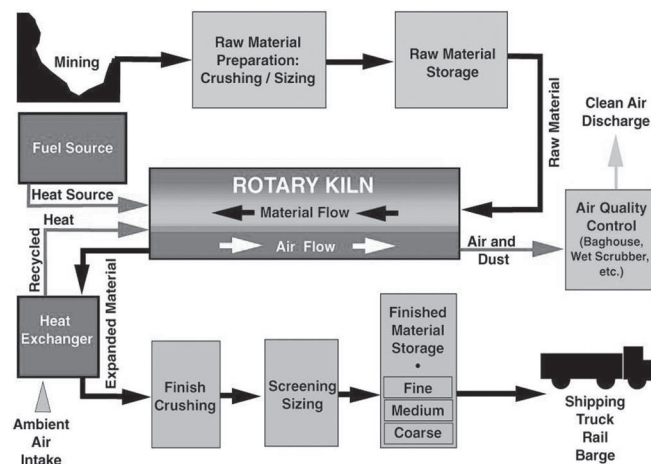 Mining
Raw Material
Preparation:
Crushing / Sizing
Raw Material
Storage
Raw Material
Clean Air
Discharge
Fuel Source
Heat Source
Heat
Recycled
ROTARY KILN
Material Flow
Air Flow
Air and
Dust
Air Quality
Control
(Baghouse,
Wet Scrubber,
etc.)
Heat
Exchanger
Expanded Material
Ambient
Air
Intake
Finish
Crushing
Screening
Sizing
Finished
Material
Storage
•
Fine
Medium
Coarse
Shipping
Truck
Rail
Barge